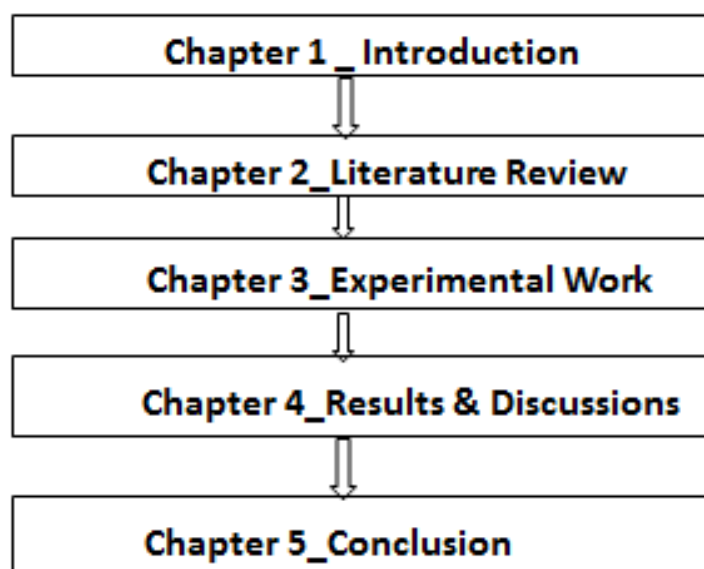 Chapter 1 _ Introduction
Chapter 2_Literature Review
Chapter 3_Experimental Work
Chapter 4_Results & Discussions
Chapter 5_Conclusion